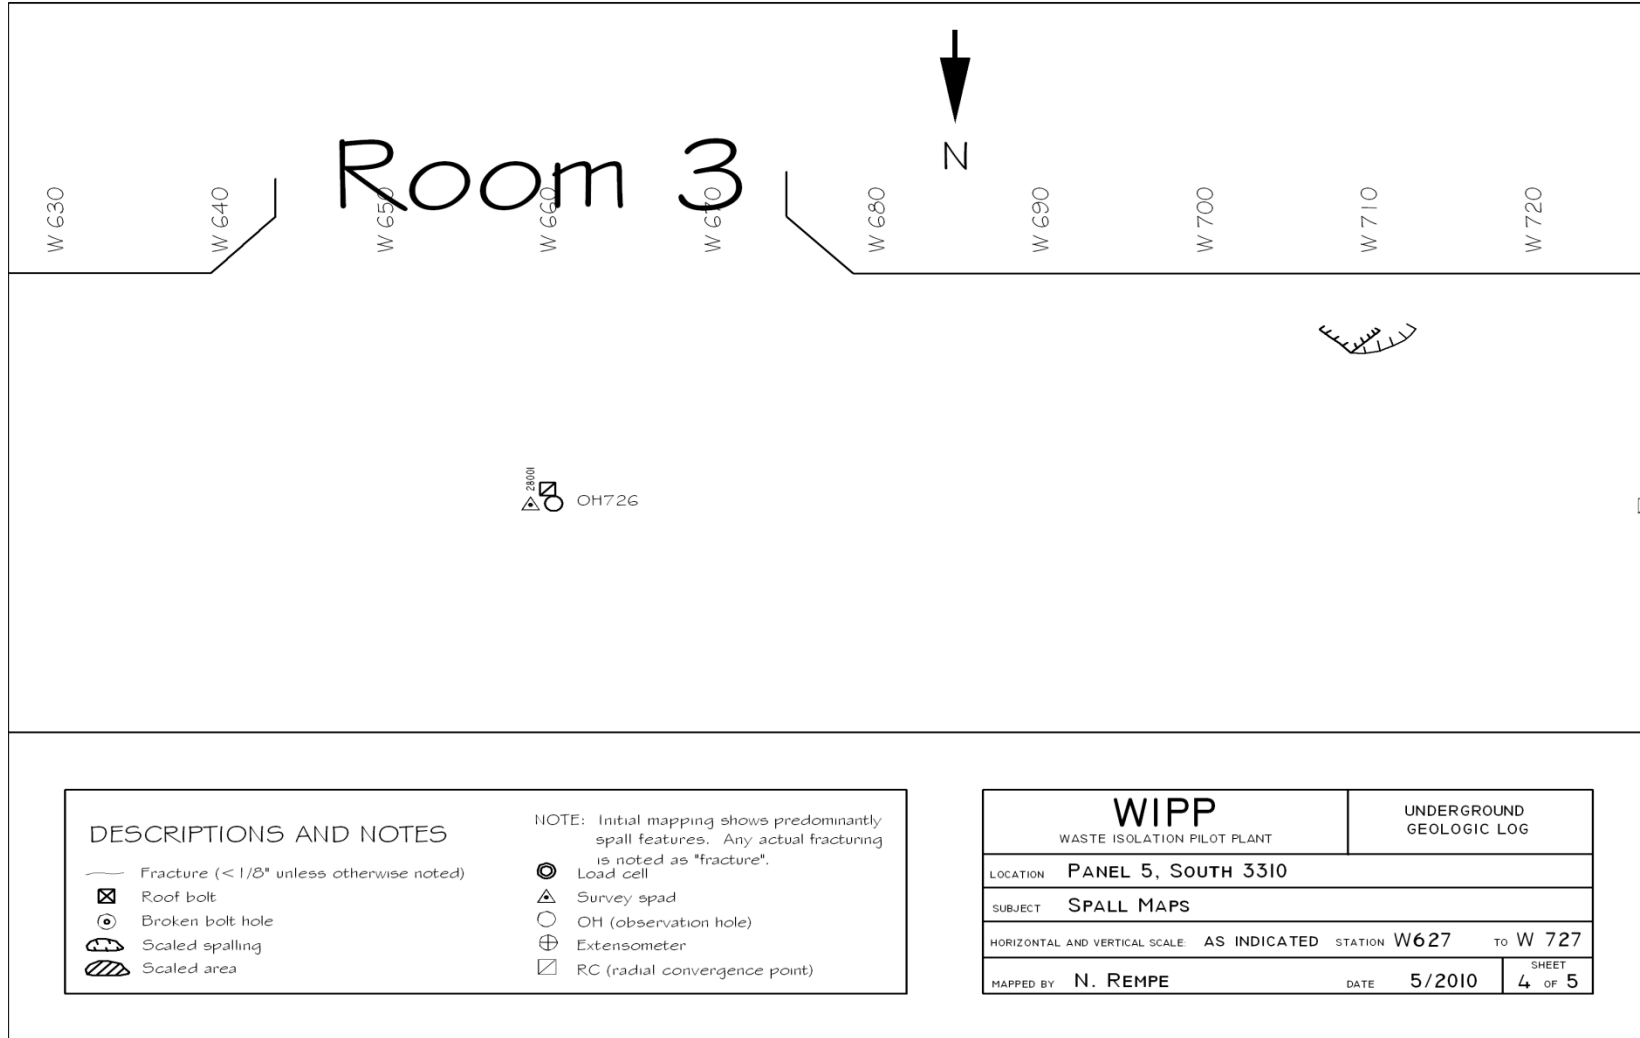 N
Room 3
W 630
W 640
W 650
W 660
W 670
W 680
W 690
W 700
W 710
W 720
28001
OH726
DESCRIPTIONS AND NOTES
Fracture (< 1/8" unless otherwise noted)
Roof bolt
Broken bolt hole
Scaled spalling
Scaled area
NOTE: Initial mapping shows predominantly
spall features. Any actual fracturing
is noted as "fracture".
Load cell
Survey spad
OH (observation hole)
Extensometer
RC (radial convergence point)
WIPP
WASTE ISOLATION PILOT PLANT
UNDERGROUND
GEOLOGIC LOG
LOCATION PANEL 5, SOUTH 3310
SUBJECT SPALL MAPS
HORIZONTAL AND VERTICAL SCALE: AS INDICATED STATION W627 TO W 727
MAPPED BY N. REMPE DATE 5/2010
SHEET
4 OF 5